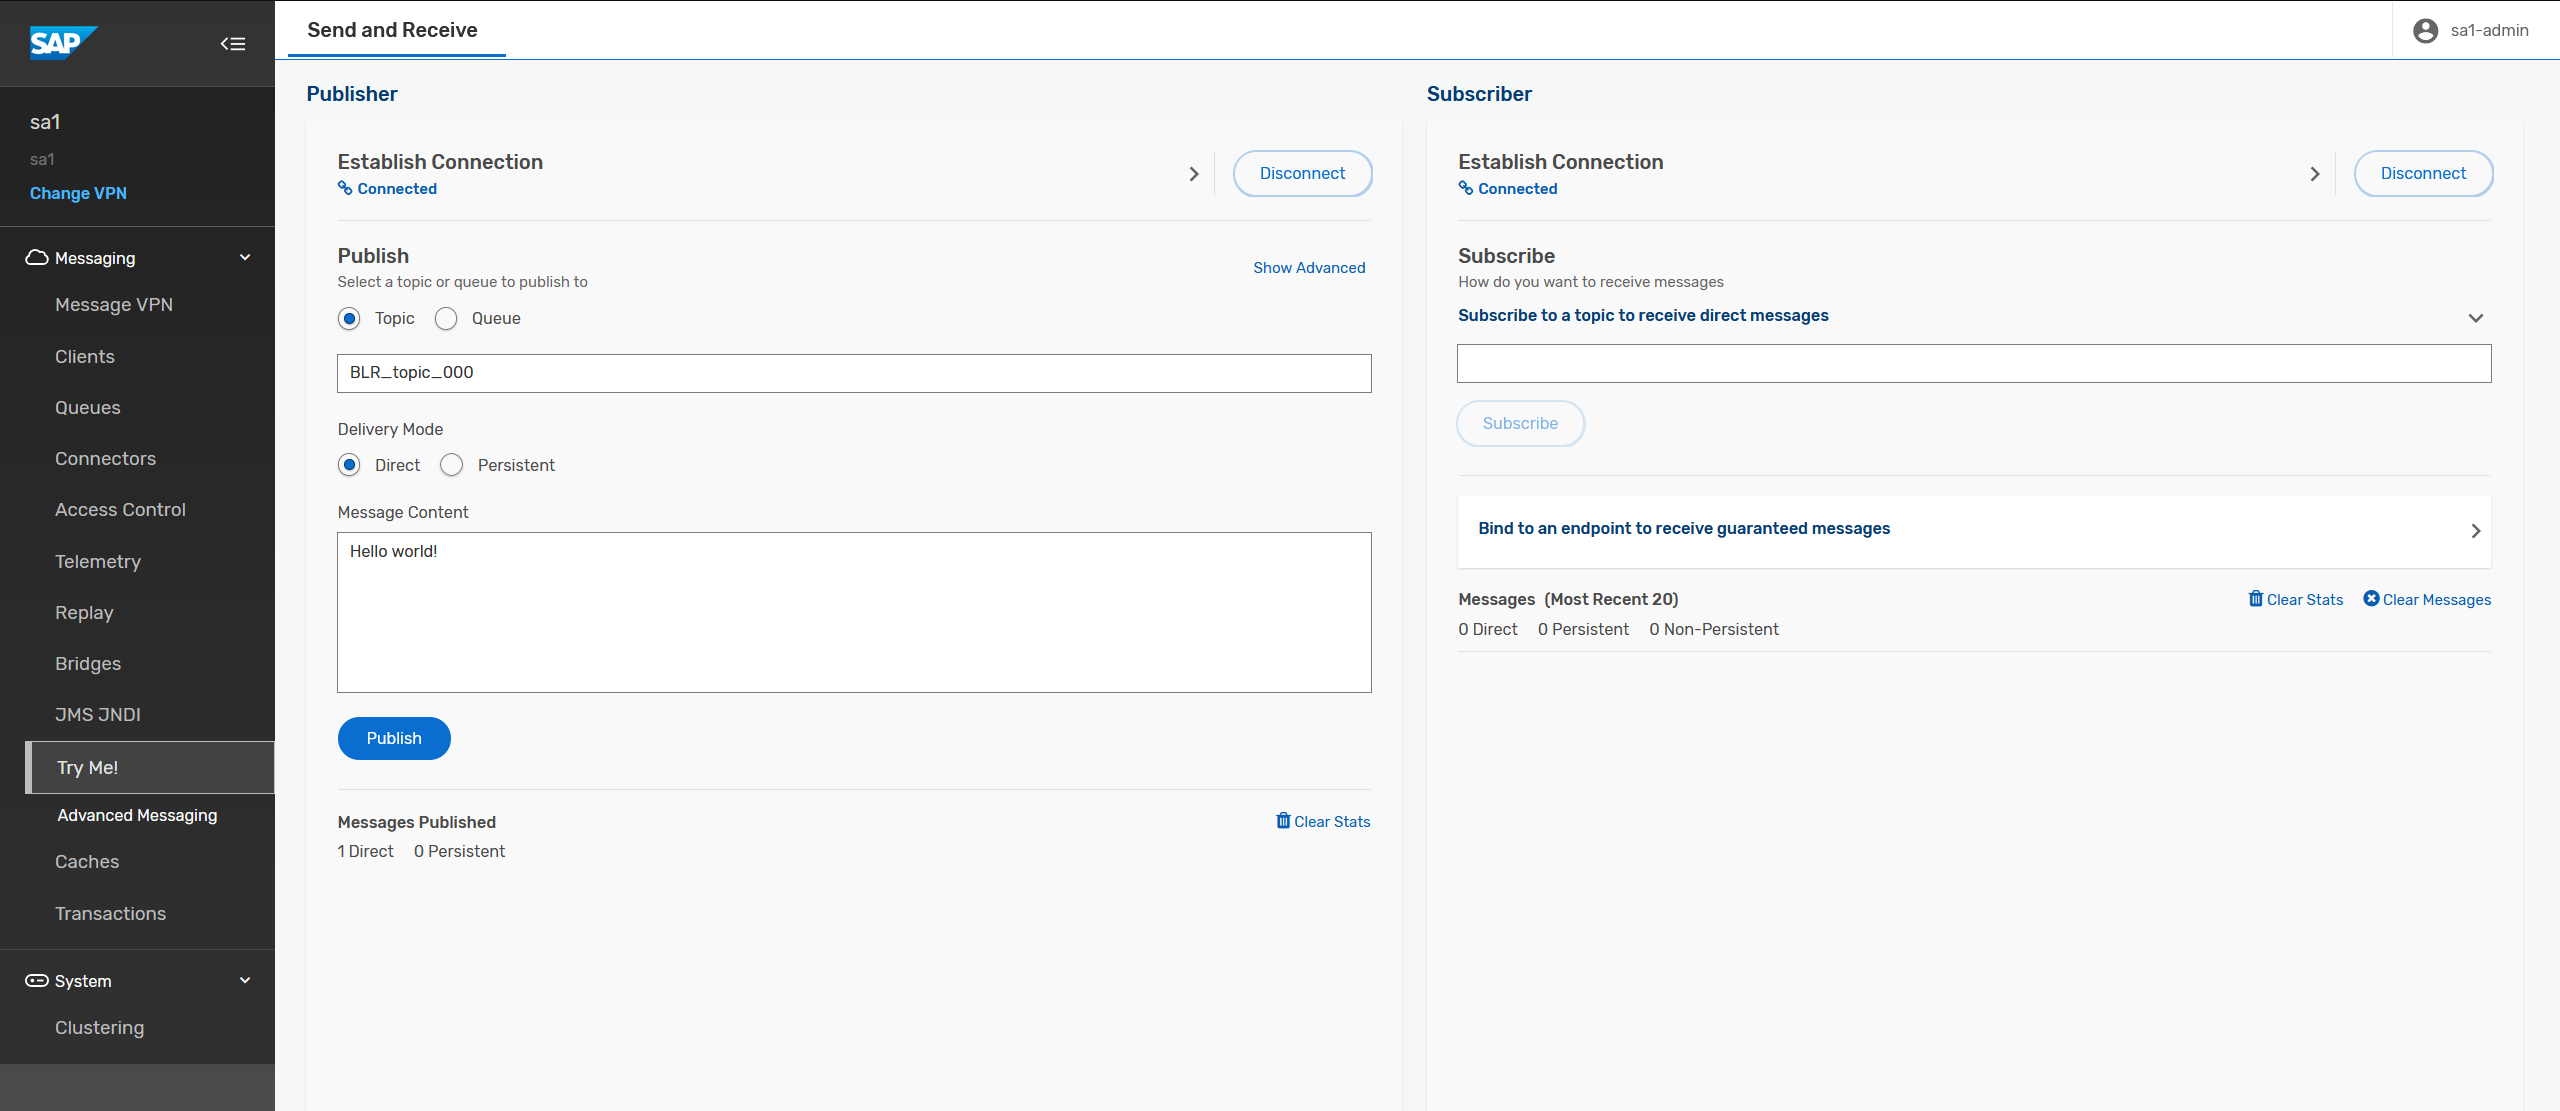 SAP
sa1
sa1
Change VPN
Messaging
Message VPN
Clients
Queues
Connectors
Access Control
Telemetry
Replay
Bridges
JMS JNDI
Try Me!
Advanced Messaging
Caches
Transactions
System
Clustering
Send and Receive
sa1-admin
Publisher
Establish Connection
Connected
Disconnect
Publish
Select a topic or queue to publish to
Show Advanced
Topic Queue
BLR_topic_000
Delivery Mode
Direct Persistent
Message Content
Hello world!
Publish
Messages Published
Clear Stats
1 Direct 0 Persistent
Subscriber
Establish Connection
Connected
Disconnect
Subscribe
How do you want to receive messages
Subscribe to a topic to receive direct messages
Subscribe
Bind to an endpoint to receive guaranteed messages
Messages (Most Recent 20)
Clear Stats Clear Messages
0 Direct 0 Persistent 0 Non-Persistent